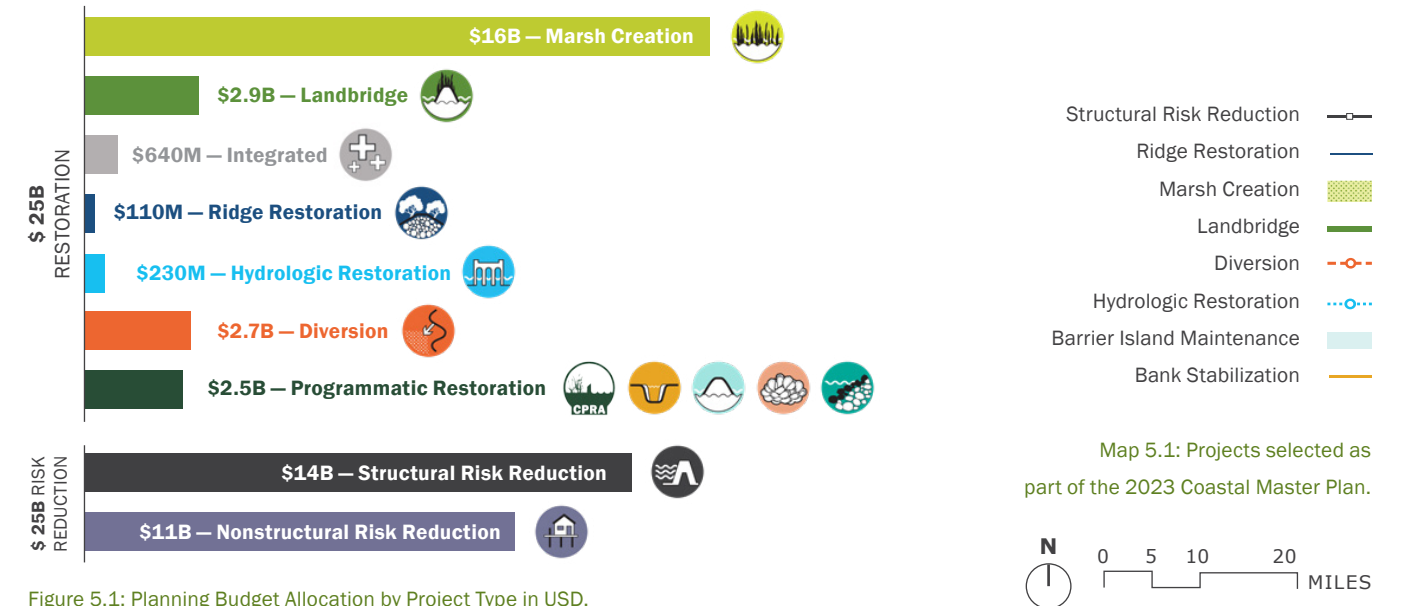 $16B — Marsh Creation
$2.9B — Landbridge
$640M — Integrated
$110M — Ridge Restoration
$230M — Hydrologic Restoration
$2.7B — Diversion
$2.5B — Programmatic Restoration
CPRA
$ 25B
RESTORATION
$14B — Structural Risk Reduction
$11B — Nonstructural Risk Reduction
$ 25B RISK
REDUCTION
Figure 5.1: Planning Budget Allocation by Project Type in USD.
Structural Risk Reduction
Ridge Restoration
Marsh Creation
Landbridge
Diversion
Hydrologic Restoration
Barrier Island Maintenance
Bank Stabilization
Map 5.1: Projects selected as
part of the 2023 Coastal Master Plan.
N
0 5 10 20
MILES